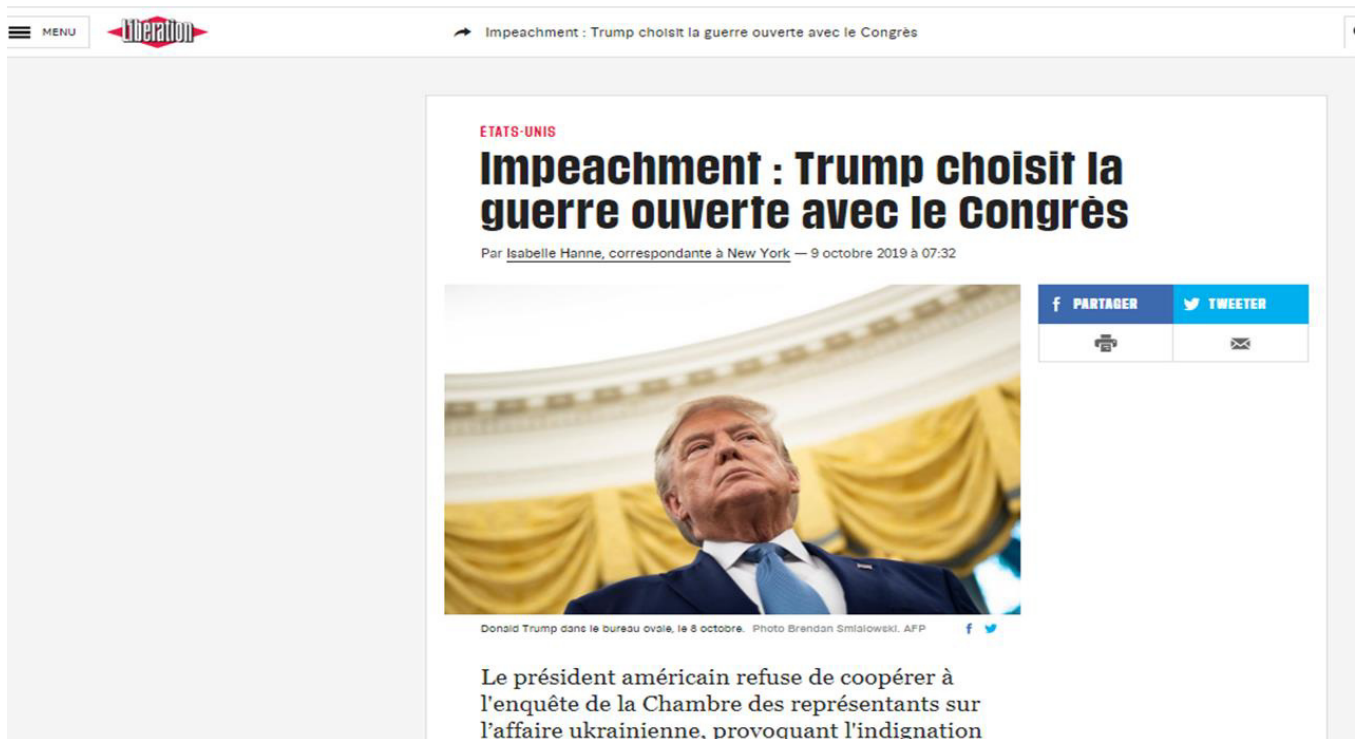 MENU
Libération
Impeachment : Trump choisit la guerre ouverte avec le Congrès
ETATS-UNIS
Impeachment : Trump choisit la
guerre ouverte avec le Congrès
Par Isabelle Hanne, correspondante à New York — 9 octobre 2019 à 07:32
f PARTAGER
TWEETER
Donald Trump dans le bureau ovale, le 8 octobre. Photo Brendan Smialowski. AFP
Le président américain refuse de coopérer à
l'enquête de la Chambre des représentants sur
l'affaire ukrainienne, provoquant l'indignation